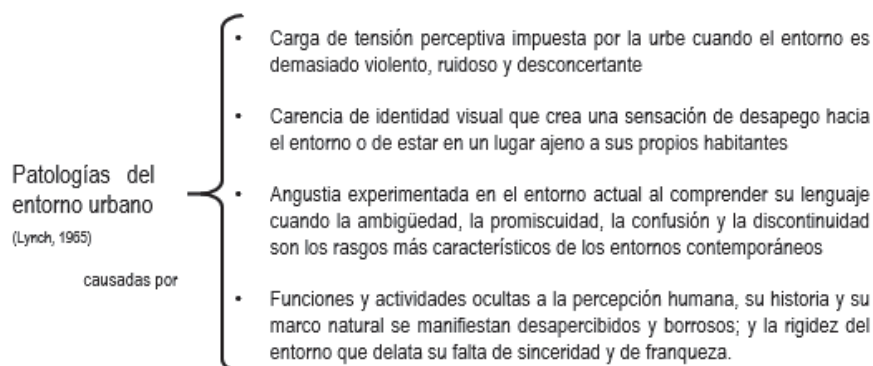 Patologías del
entorno urbano
(Lynch, 1965)
causadas por
• Carga de tensión perceptiva impuesta por la urbe cuando el entorno es
demasiado violento, ruidoso y desconcertante
• Carencia de identidad visual que crea una sensación de desapego hacia
el entorno o de estar en un lugar ajeno a sus propios habitantes
• Angustia experimentada en el entorno actual al comprender su lenguaje
cuando la ambigüedad, la promiscuidad, la confusión y la discontinuidad
son los rasgos más característicos de los entornos contemporáneos
• Funciones y actividades ocultas a la percepción humana, su historia y su
marco natural se manifiestan desapercibidos y borrosos; y la rigidez del
entorno que delata su falta de sinceridad y de franqueza.